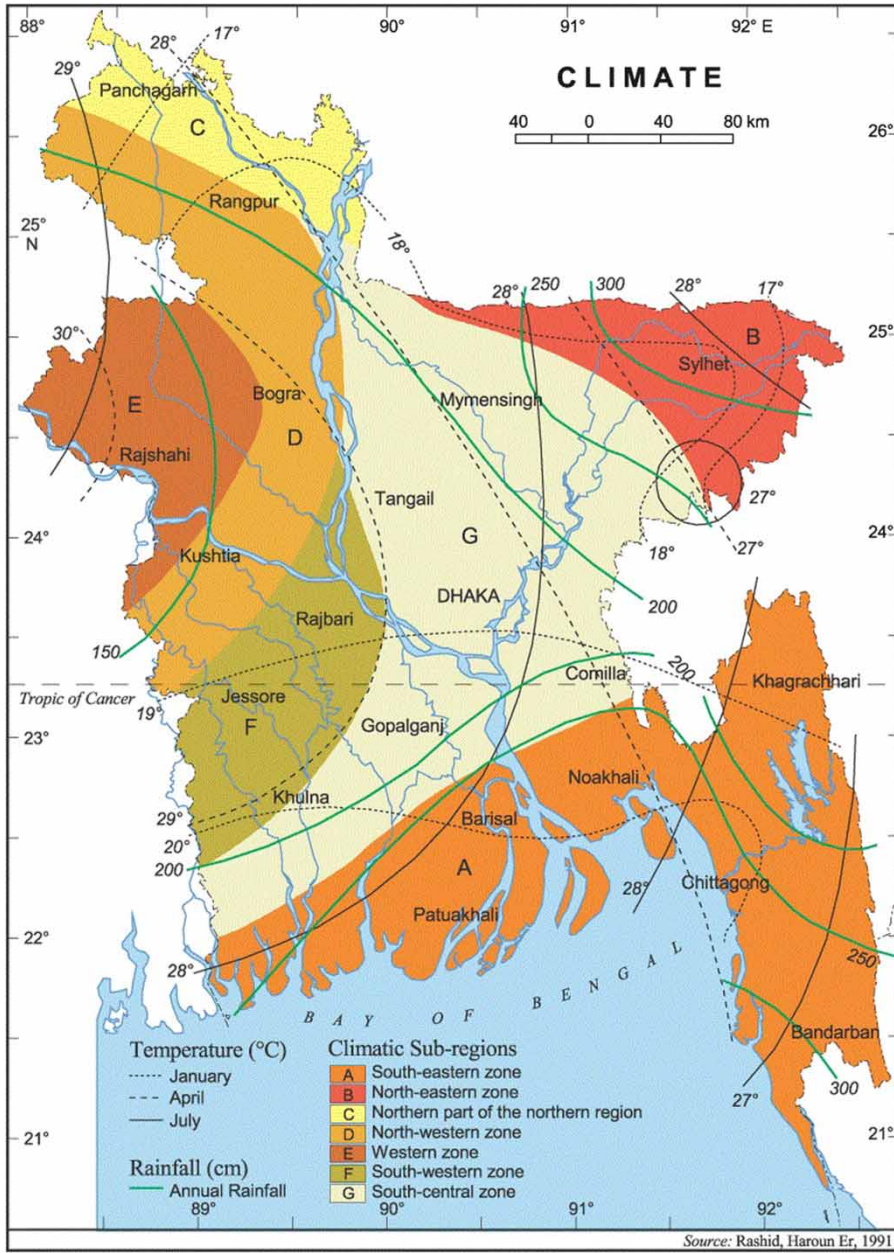 88°
90°
91°
92° E
CLIMATE
40 0 40 80 km
28°
17°
29°
Panchagarh
C
26°
26°
Rangpur
25°
N
18°
28°
250
300
28°
17°
B
25°
25°
Sylhet
30°
E
Bogra
Mymensingh
D
Rajshahi
Tangail
27°
24°
G
24°
Kushtia
18°
27°
DHAKA
200
Rajbari
150
Comilla
200
Khagrachhari
Tropic of Cancer
19°
Jessore
F
Gopalganj
23°
23°
Noakhali
Khulna
29°
Barisal
20°
200
A
Chittagong
28°
Patuakhali
22°
22°
28°
250
BAY OF BENGAL
Bandarban
Temperature (°C)
January
April
July
Rainfall (cm)
Annual Rainfall
Climatic Sub-regions
A South-eastern zone
B North-eastern zone
C Northern part of the northern region
D North-western zone
E Western zone
F South-western zone
G South-central zone
300
27°
21°
21°
89°
90°
91°
92°
Source: Rashid, Haroun Er, 1991